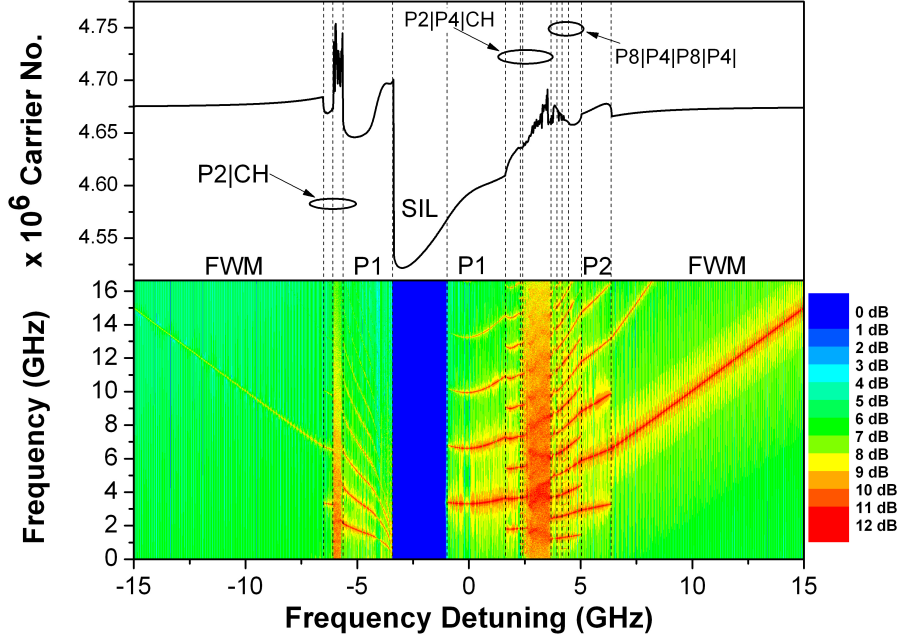 x 10⁶ Carrier No.
4.75
4.70
4.65
4.60
4.55
P2|P4|CH
P8|P4|P8|P4|
P2|CH
SIL
FWM
P1
P1
P2
FWM
Frequency (GHz)
16
14
12
10
8
6
4
2
0
0 dB
1 dB
2 dB
3 dB
4 dB
5 dB
6 dB
7 dB
8 dB
9 dB
10 dB
11 dB
12 dB
-15
-10
-5
0
5
10
15
Frequency Detuning (GHz)